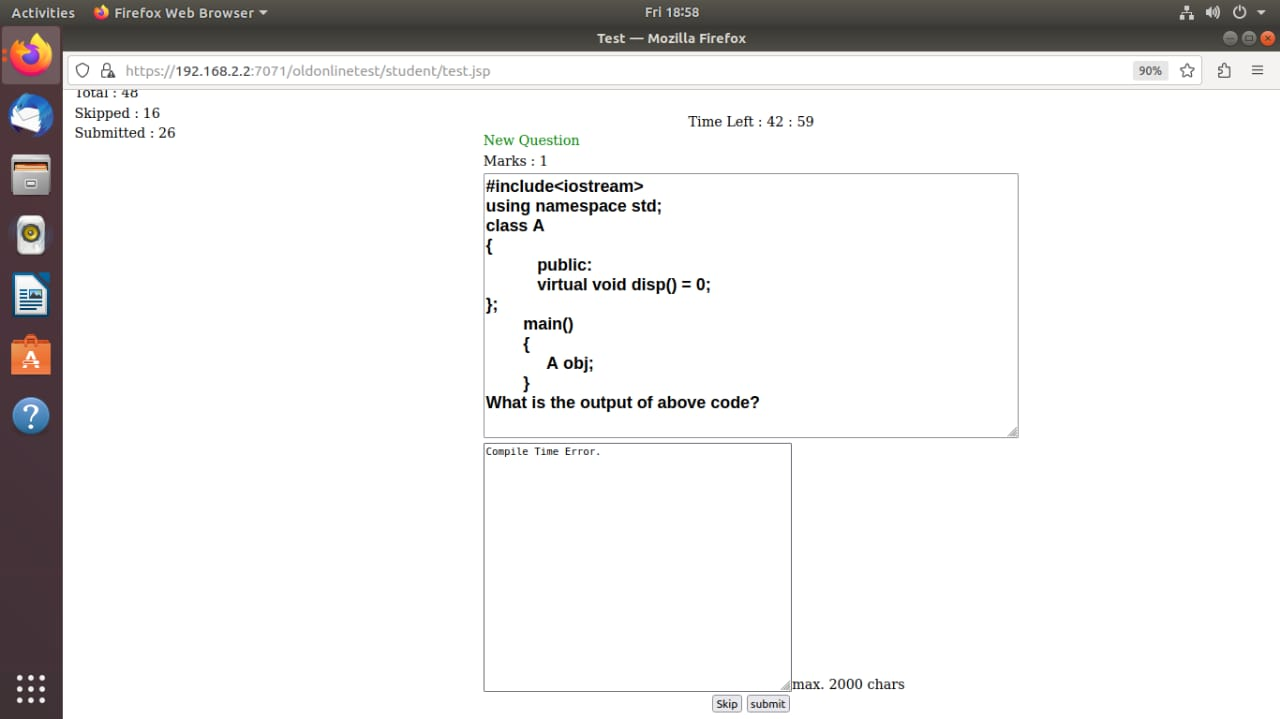 Activities
Firefox Web Browser
Fri 18:58
Test — Mozilla Firefox
https://192.168.2.2:7071/oldonlinetest/student/test.jsp
90%
Total : 48
Skipped : 16
Submitted : 26
Time Left : 42 : 59
New Question
Marks : 1
#include<iostream>
using namespace std;
class A
{
public:
virtual void disp() = 0;
};
main()
{
A obj;
}
What is the output of above code?
Compile Time Error.
max. 2000 chars
Skip submit